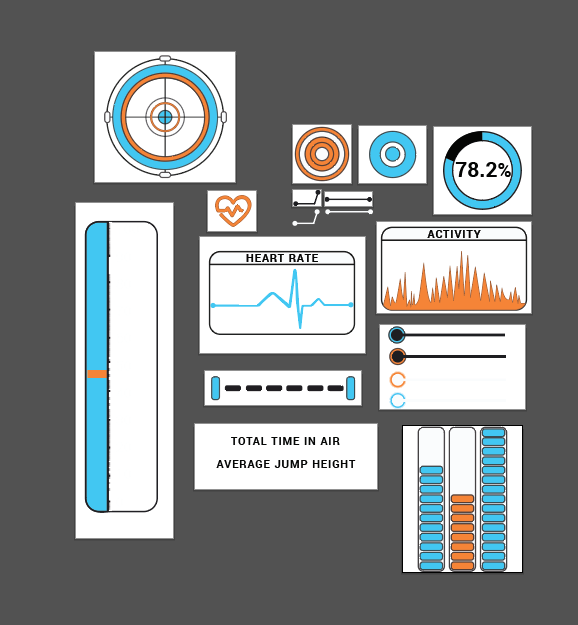 78.2%
ACTIVITY
HEART RATE
TOTAL TIME IN AIR
AVERAGE JUMP HEIGHT